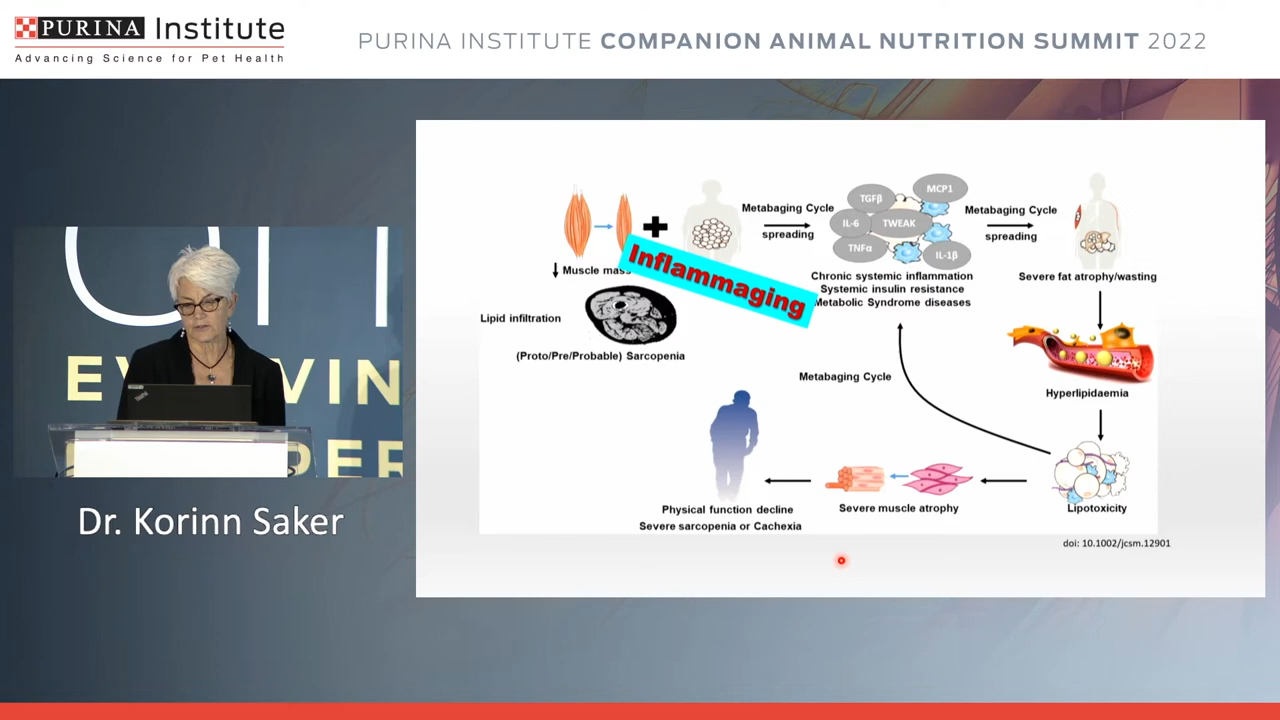 PURINA Institute
Advancing Science for Pet Health
PURINA INSTITUTE COMPANION ANIMAL NUTRITION SUMMIT 2022
Dr. Korinn Saker
Muscle mass
Lipid infiltration
(Proto/Pre/Probable) Sarcopenia
Inflammaging
Metabaging Cycle
spreading
TGFβ
MCP1
IL-6
TWEAK
TNFα
IL-1β
Chronic systemic inflammation
Systemic insulin resistance
Metabolic Syndrome diseases
Metabaging Cycle
spreading
Severe fat atrophy/wasting
Hyperlipidaemia
Metabaging Cycle
Lipotoxicity
Severe muscle atrophy
Physical function decline
Severe sarcopenia or Cachexia
doi: 10.1002/jcsm.12901